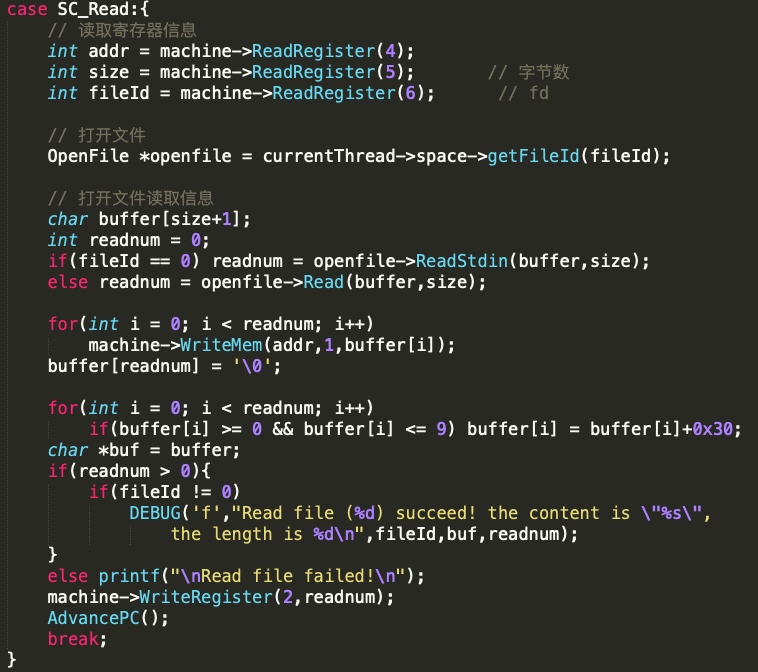 case SC_Read:{
    // 读取寄存器信息
    int addr = machine->ReadRegister(4);
    int size = machine->ReadRegister(5);       // 字节数
    int fileId = machine->ReadRegister(6);      // fd
    // 打开文件
    OpenFile *openfile = currentThread->space->getFileId(fileId);
    // 打开文件读取信息
    char buffer[size+1];
    int readnum = 0;
    if(fileId == 0) readnum = openfile->ReadStdin(buffer,size);
    else readnum = openfile->Read(buffer,size);
    for(int i = 0; i < readnum; i++)
        machine->WriteMem(addr,1,buffer[i]);
    buffer[readnum] = '\0';
    for(int i = 0; i < readnum; i++)
        if(buffer[i] >= 0 && buffer[i] <= 9) buffer[i] = buffer[i]+0x30;
    char *buf = buffer;
    if(readnum > 0){
        if(fileId != 0)
            DEBUG('f',"Read file (%d) succeed! the content is \"%s\",
                the length is %d\n",fileId,buf,readnum);
    }
    else printf("\nRead file failed!\n");
    machine->WriteRegister(2,readnum);
    AdvancePC();
    break;
}